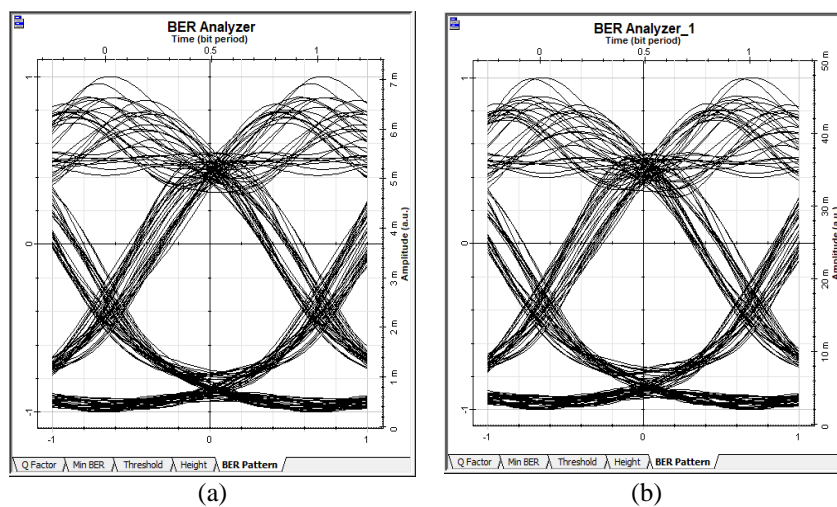 BER Analyzer
Time (bit period)
0 0.5 1
1
0
-1
7 m
6 m
5 m
4 m
3 m
2 m
1 m
0
Amplitude (a.u.)
-1 0 1
Q Factor Min BER Threshold Height BER Pattern
(a)
BER Analyzer_1
Time (bit period)
0 0.5 1
1
0
-1
50 m
40 m
30 m
20 m
10 m
0
Amplitude (a.u.)
-1 0 1
Q Factor Min BER Threshold Height BER Pattern
(b)